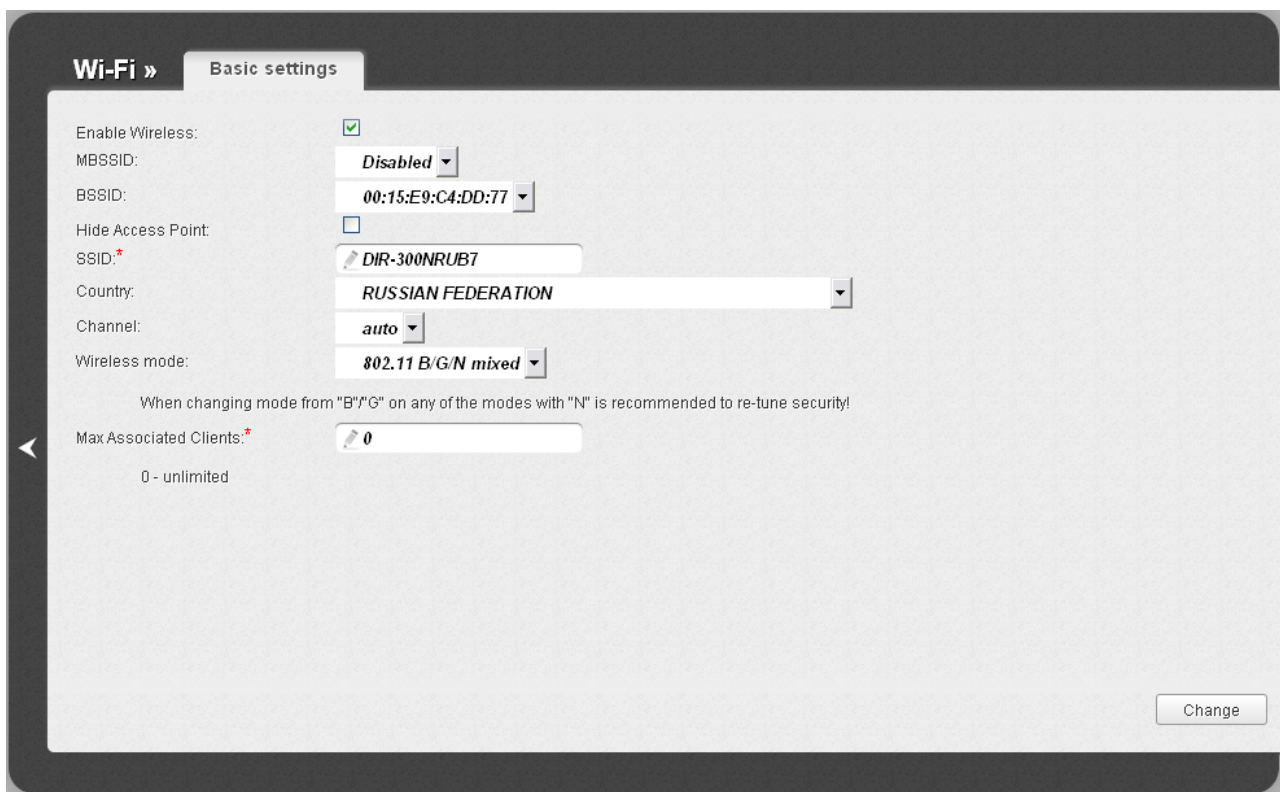 Wi-Fi » Basic settings
Enable Wireless:
MBSSID: Disabled
BSSID: 00:15:E9:C4:DD:77
Hide Access Point:
SSID:* DIR-300NRUB7
Country: RUSSIAN FEDERATION
Channel: auto
Wireless mode: 802.11 B/G/N mixed
When changing mode from "B"/"G" on any of the modes with "N" is recommended to re-tune security!
Max Associated Clients:* 0
0 - unlimited
Change